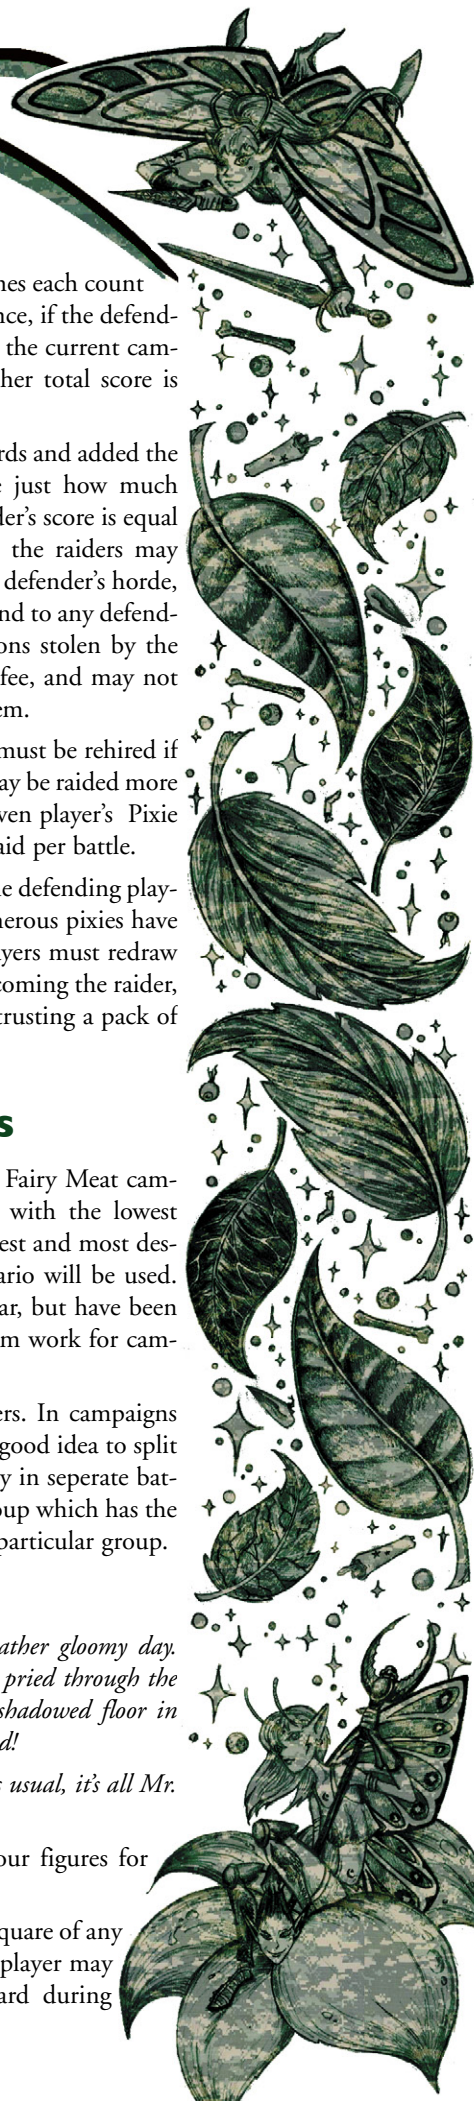 nes each count
nce, if the defend-
the current cam-
her total score is
rds and added the
just how much
der's score is equal
the raiders may
defender's horde,
nd to any defend-
ons stolen by the
fee, and may not
em.
must be rehired if
ay be raided more
ven player's Pixie
aid per battle.
e defending play-
nerous pixies have
yers must redraw
coming the raider,
trusting a pack of
s
Fairy Meat cam-
with the lowest
est and most des-
ario will be used.
ar, but have been
m work for cam-
ers. In campaigns
good idea to split
y in seperate bat-
oup which has the
particular group.
ather gloomy day.
pried through the
shadowed floor in
d!
s usual, it's all Mr.
our figures for
quare of any
player may
ard during